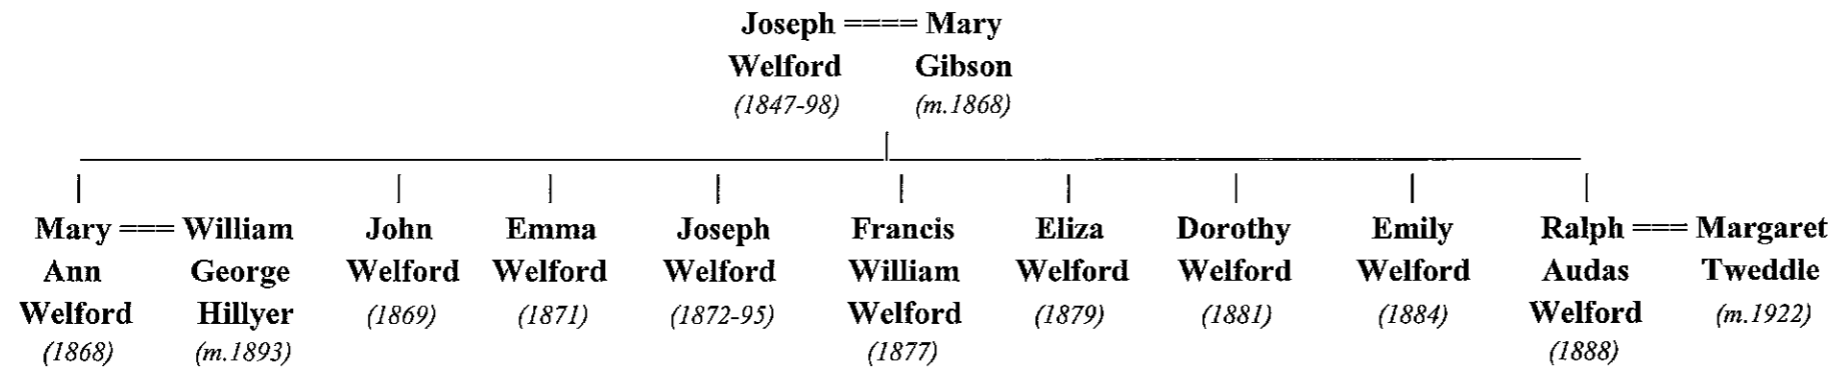 Joseph ==== Mary
Welford Gibson
(1847-98) (m.1868)
Mary === William John Emma Joseph Francis Eliza Dorothy Emily Ralph === Margaret
Ann George Welford Welford Welford William Welford Welford Welford Audas Tweddle
Welford Hillyer (1869) (1871) (1872-95) Welford (1879) (1881) (1884) Welford (m.1922)
(1868) (m.1893) (1877) (1888)